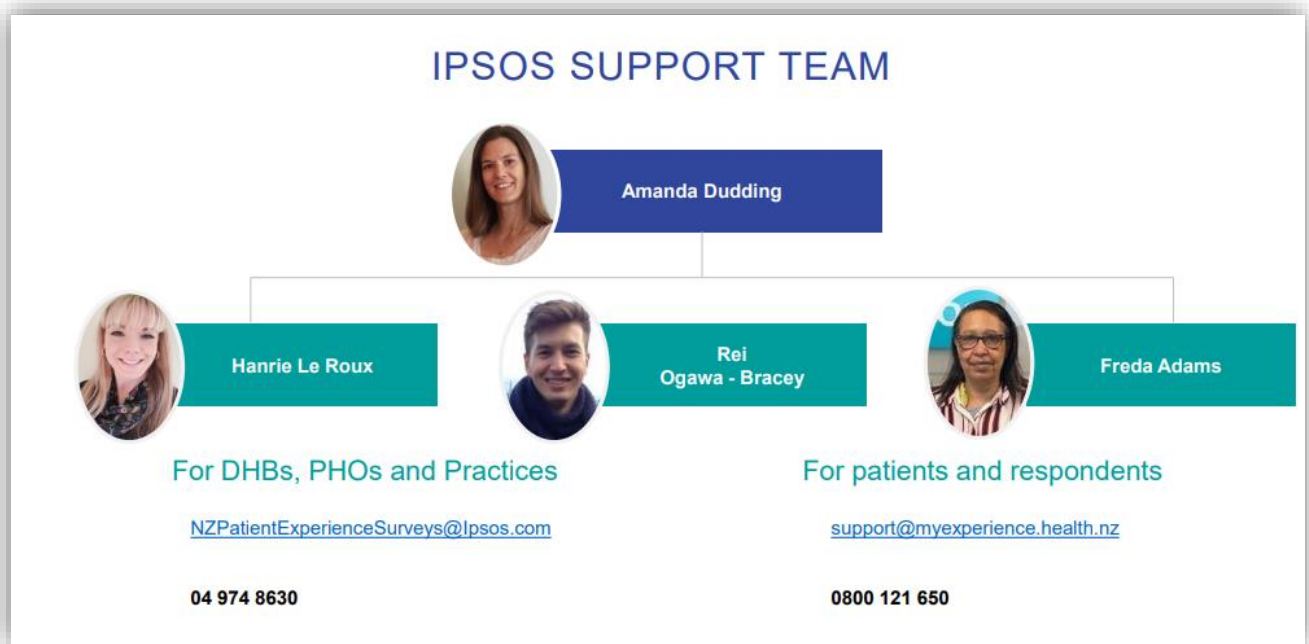 IPSOS SUPPORT TEAM
Amanda Dudding
Hanrie Le Roux
Rei
Ogawa - Bracey
Freda Adams
For DHBs, PHOs and Practices
NZPatientExperienceSurveys@Ipsos.com
04 974 8630
For patients and respondents
support@myexperience.health.nz
0800 121 650